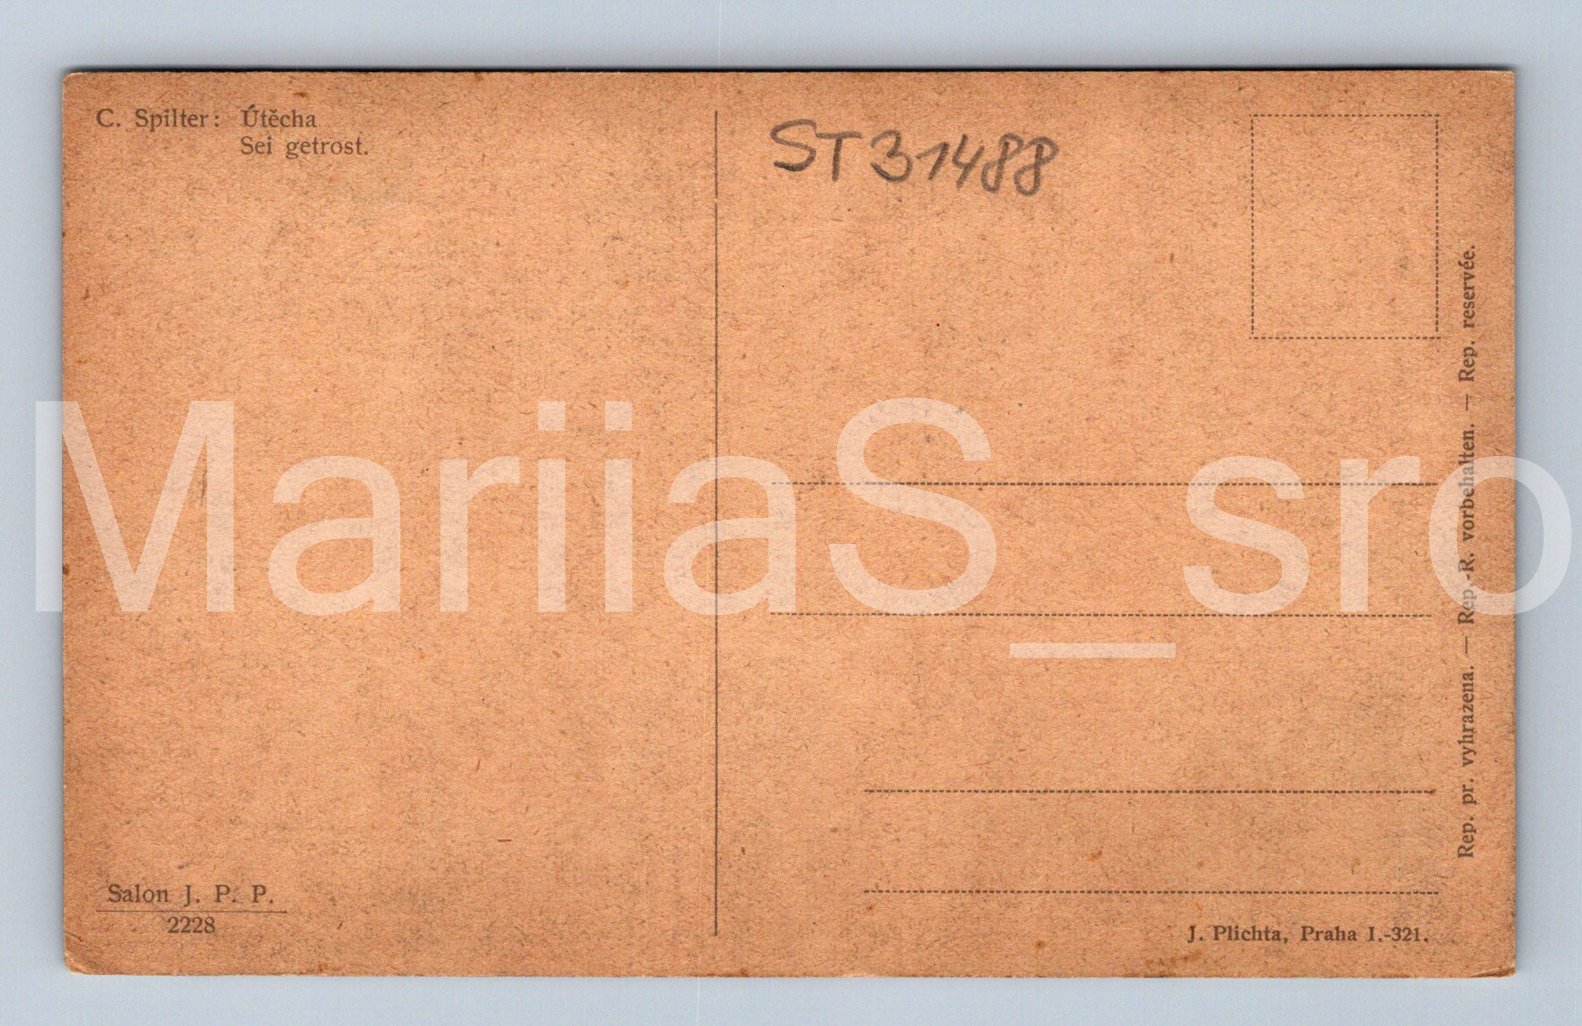 C. Spilter: Útěcha
Sei getrost.
ST31488
Rep. pr. vyhrazena. — Rep.-R. vorbehalten. — Rep. reservée.
MariiaS_sro
Salon J. P. P.
2228
J. Plichta, Praha I.-321.